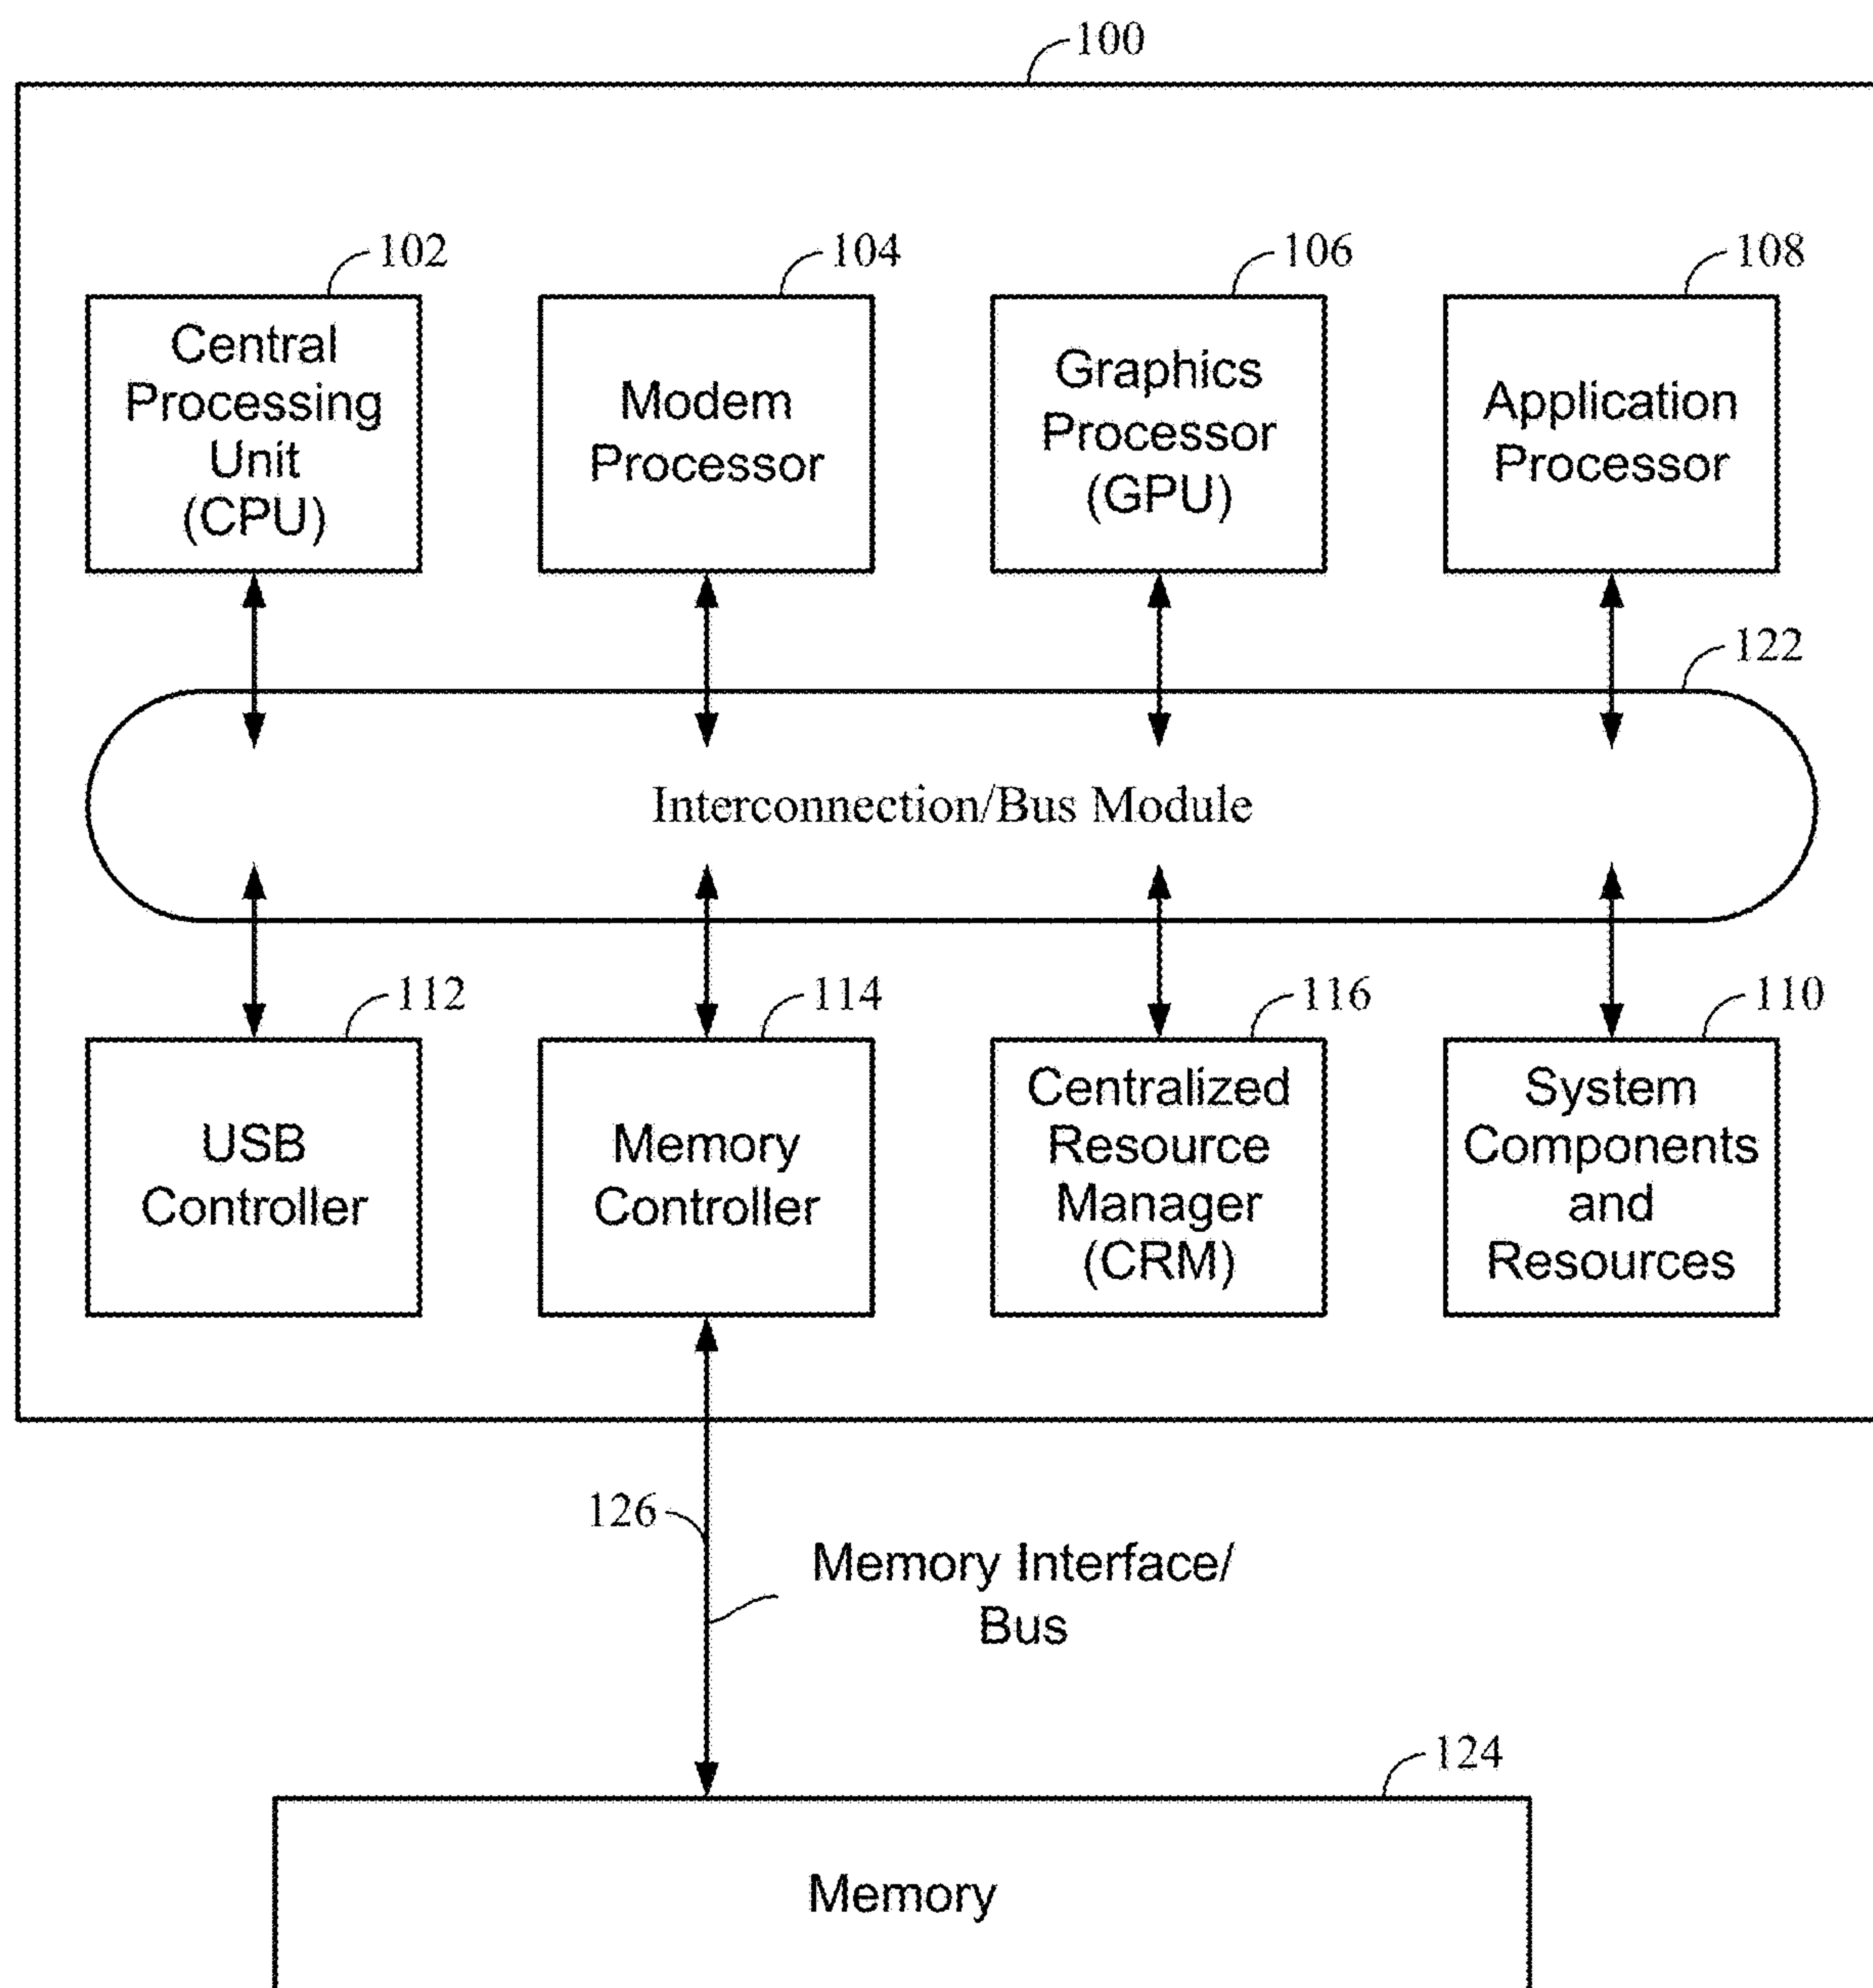 100
102
104
106
108
Central
Processing
Unit
(CPU)
Modem
Processor
Graphics
Processor
(GPU)
Application
Processor
122
Interconnection/Bus Module
112
114
116
110
USB
Controller
Memory
Controller
Centralized
Resource
Manager
(CRM)
System
Components
and
Resources
126
Memory Interface/
Bus
124
Memory